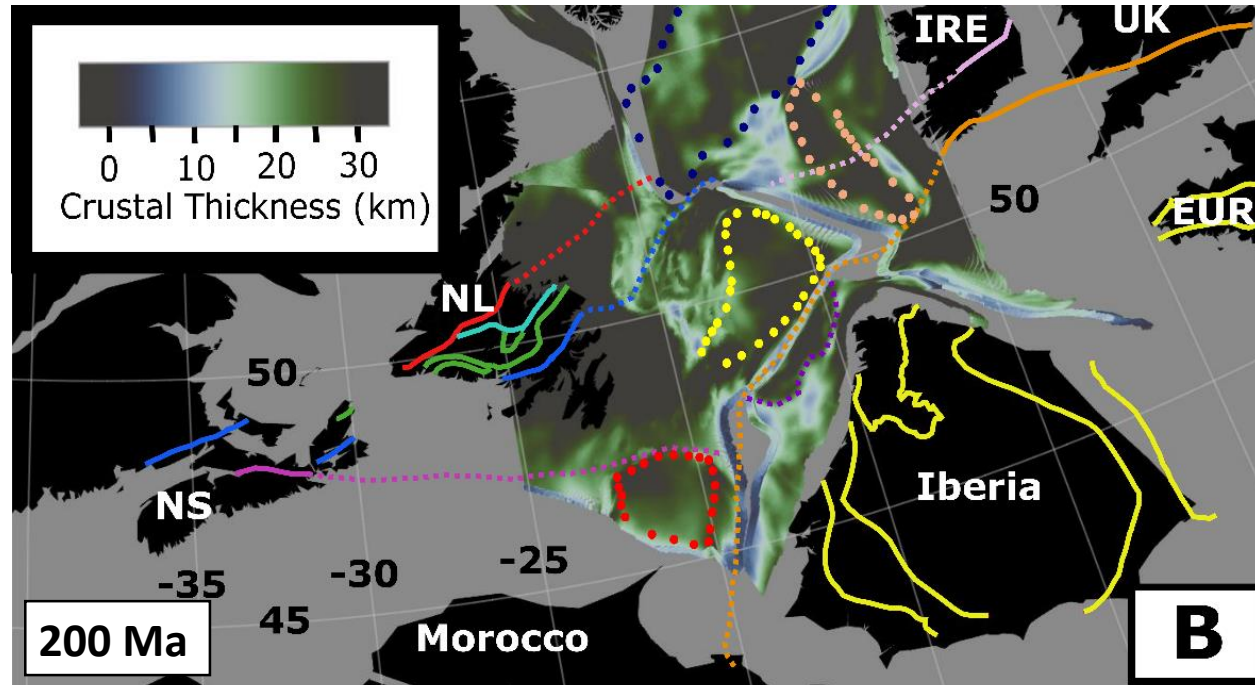 0 10 20 30
Crustal Thickness (km)
IRE
UK
50
EUR
NL
50
NS
Iberia
-35
-30
-25
45
200 Ma
Morocco
B